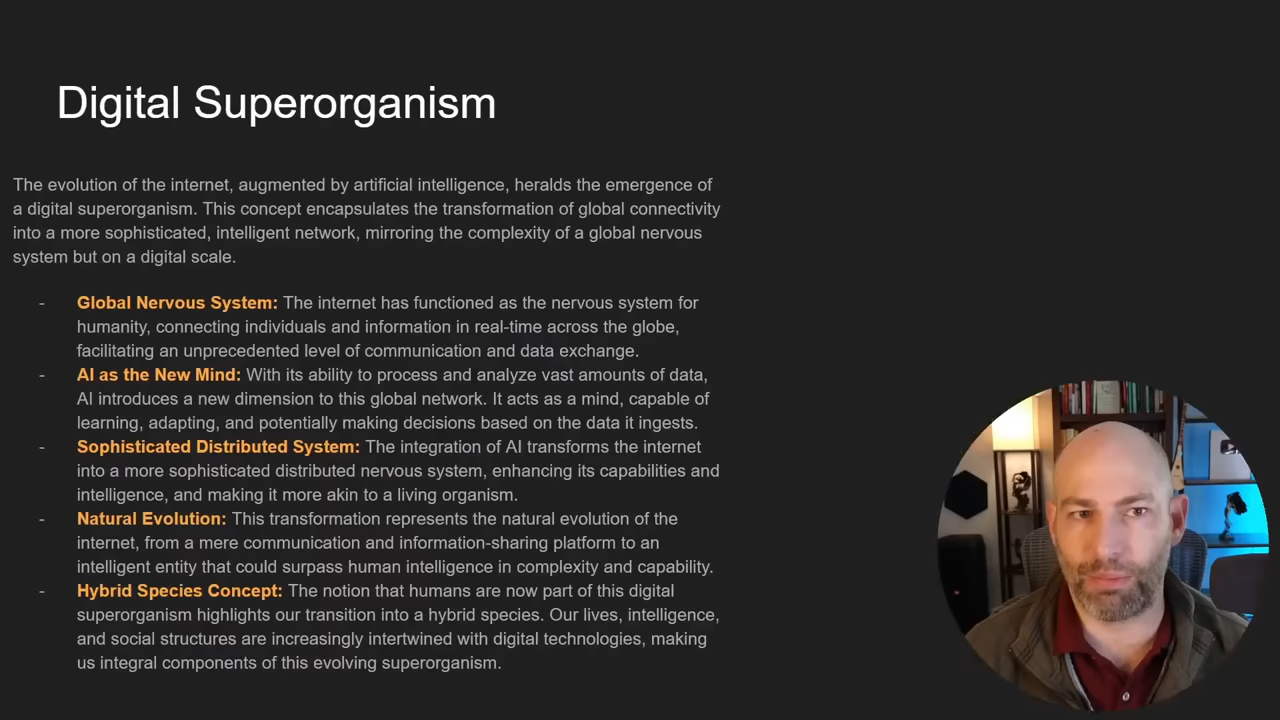 Digital Superorganism
The evolution of the internet, augmented by artificial intelligence, heralds the emergence of
a digital superorganism. This concept encapsulates the transformation of global connectivity
into a more sophisticated, intelligent network, mirroring the complexity of a global nervous
system but on a digital scale.
- Global Nervous System: The internet has functioned as the nervous system for
humanity, connecting individuals and information in real-time across the globe,
facilitating an unprecedented level of communication and data exchange.
- AI as the New Mind: With its ability to process and analyze vast amounts of data,
AI introduces a new dimension to this global network. It acts as a mind, capable of
learning, adapting, and potentially making decisions based on the data it ingests.
- Sophisticated Distributed System: The integration of AI transforms the internet
into a more sophisticated distributed nervous system, enhancing its capabilities and
intelligence, and making it more akin to a living organism.
- Natural Evolution: This transformation represents the natural evolution of the
internet, from a mere communication and information-sharing platform to an
intelligent entity that could surpass human intelligence in complexity and capability.
- Hybrid Species Concept: The notion that humans are now part of this digital
superorganism highlights our transition into a hybrid species. Our lives, intelligence,
and social structures are increasingly intertwined with digital technologies, making
us integral components of this evolving superorganism.